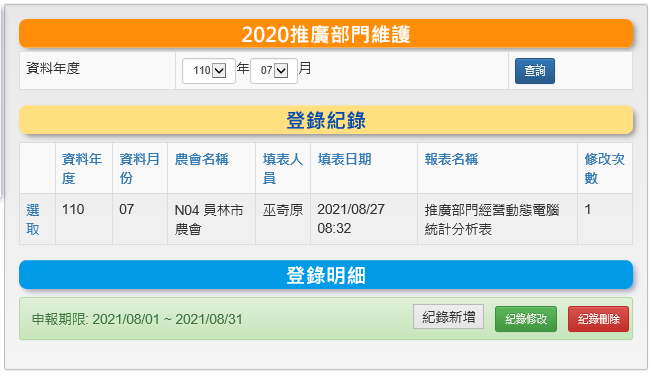 2020推廣部門維護
資料年度 110 年 07 月 查詢
登錄紀錄
資料年度 資料月份 農會名稱 填表人員 填表日期 報表名稱 修改次數
選取 110 07 N04 員林市農會 巫奇原 2021/08/27 08:32 推廣部門經營動態電腦統計分析表 1
登錄明細
申報期限: 2021/08/01 ~ 2021/08/31 紀錄新增 紀錄修改 紀錄刪除